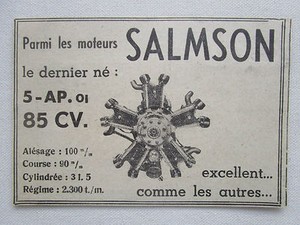 Parmi les moteurs SALMSON
le dernier né :
5-AP. 01
85 CV.
Alésage : 100 m/m
Course : 90 m/m
Cylindrée : 3 l. 5
Régime : 2.300 t./m.
excellent...
comme les autres...